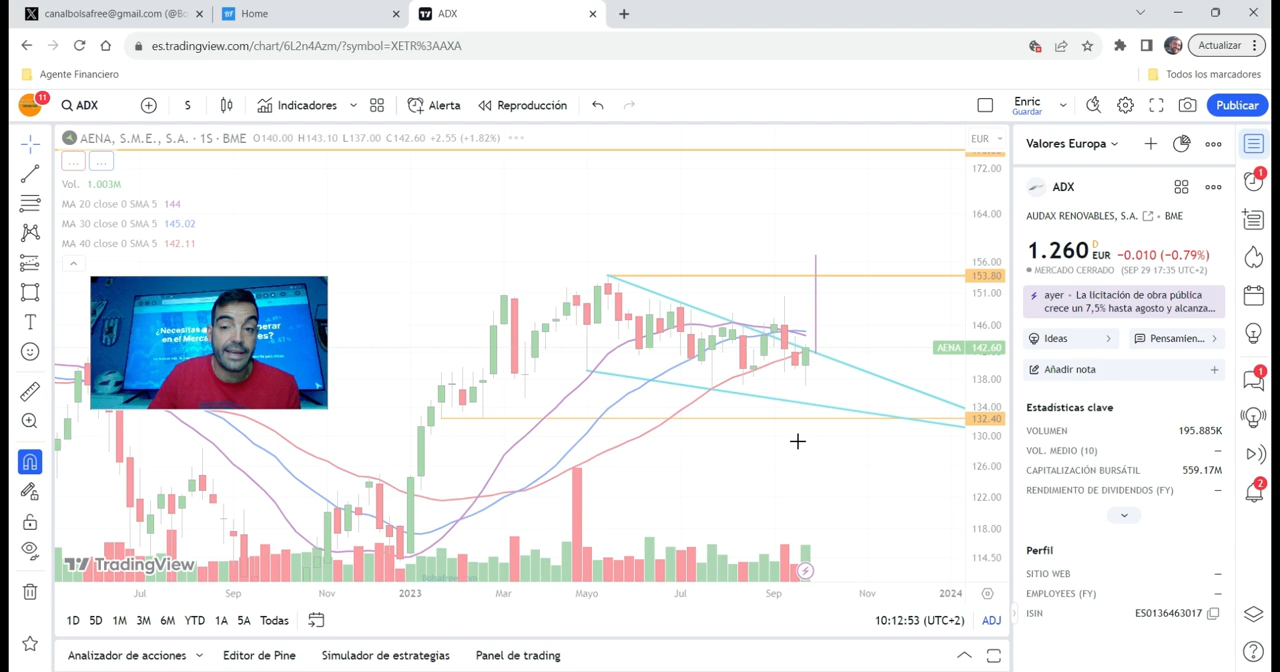 canalbolsafree@gmail.com (@Bo
Home
ADX
es.tradingview.com/chart/6L2n4Azm/?symbol=XETR%3AAXA
Actualizar
Agente Financiero
Todos los marcadores
11
ADX
S
Indicadores
Alerta
Reproducción
Enric
Guardar
Publicar
AENA, S.M.E., S.A. · 1S · BME O140.00 H143.10 L137.00 C142.60 +2.55 (+1.82%)
EUR
Vol. 1.003M
MA 20 close 0 SMA 5 144
MA 30 close 0 SMA 5 145.02
MA 40 close 0 SMA 5 142.11
172.00
164.00
156.00
153.80
151.00
146.00
AENA 142.60
138.00
134.00
132.40
130.00
126.00
122.00
118.00
114.50
TradingView
Jul
Sep
Nov
2023
Mar
Mayo
Jul
Sep
Nov
2024
1D 5D 1M 3M 6M YTD 1A 5A Todas
10:12:53 (UTC+2)
ADJ
Analizador de acciones
Editor de Pine
Simulador de estrategias
Panel de trading
Valores Europa
ADX
AUDAX RENOVABLES, S.A. · BME
1.260 D EUR -0.010 (-0.79%)
MERCADO CERRADO (SEP 29 17:35 UTC+2)
ayer - La licitación de obra pública
crece un 7,5% hasta agosto y alcanza...
Ideas
Pensamien...
Añadir nota
Estadísticas clave
VOLUMEN 195.885K
VOL. MEDIO (10) –
CAPITALIZACIÓN BURSÁTIL 559.17M
RENDIMIENTO DE DIVIDENDOS (FY) –
Perfil
SITIO WEB –
EMPLOYEES (FY) –
ISIN ES0136463017
1
1
2